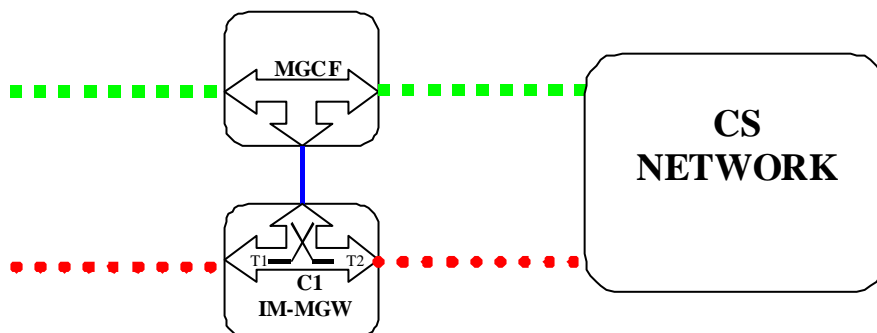 MGCF
CS
NETWORK
T1 T2
C1
IM-MGW